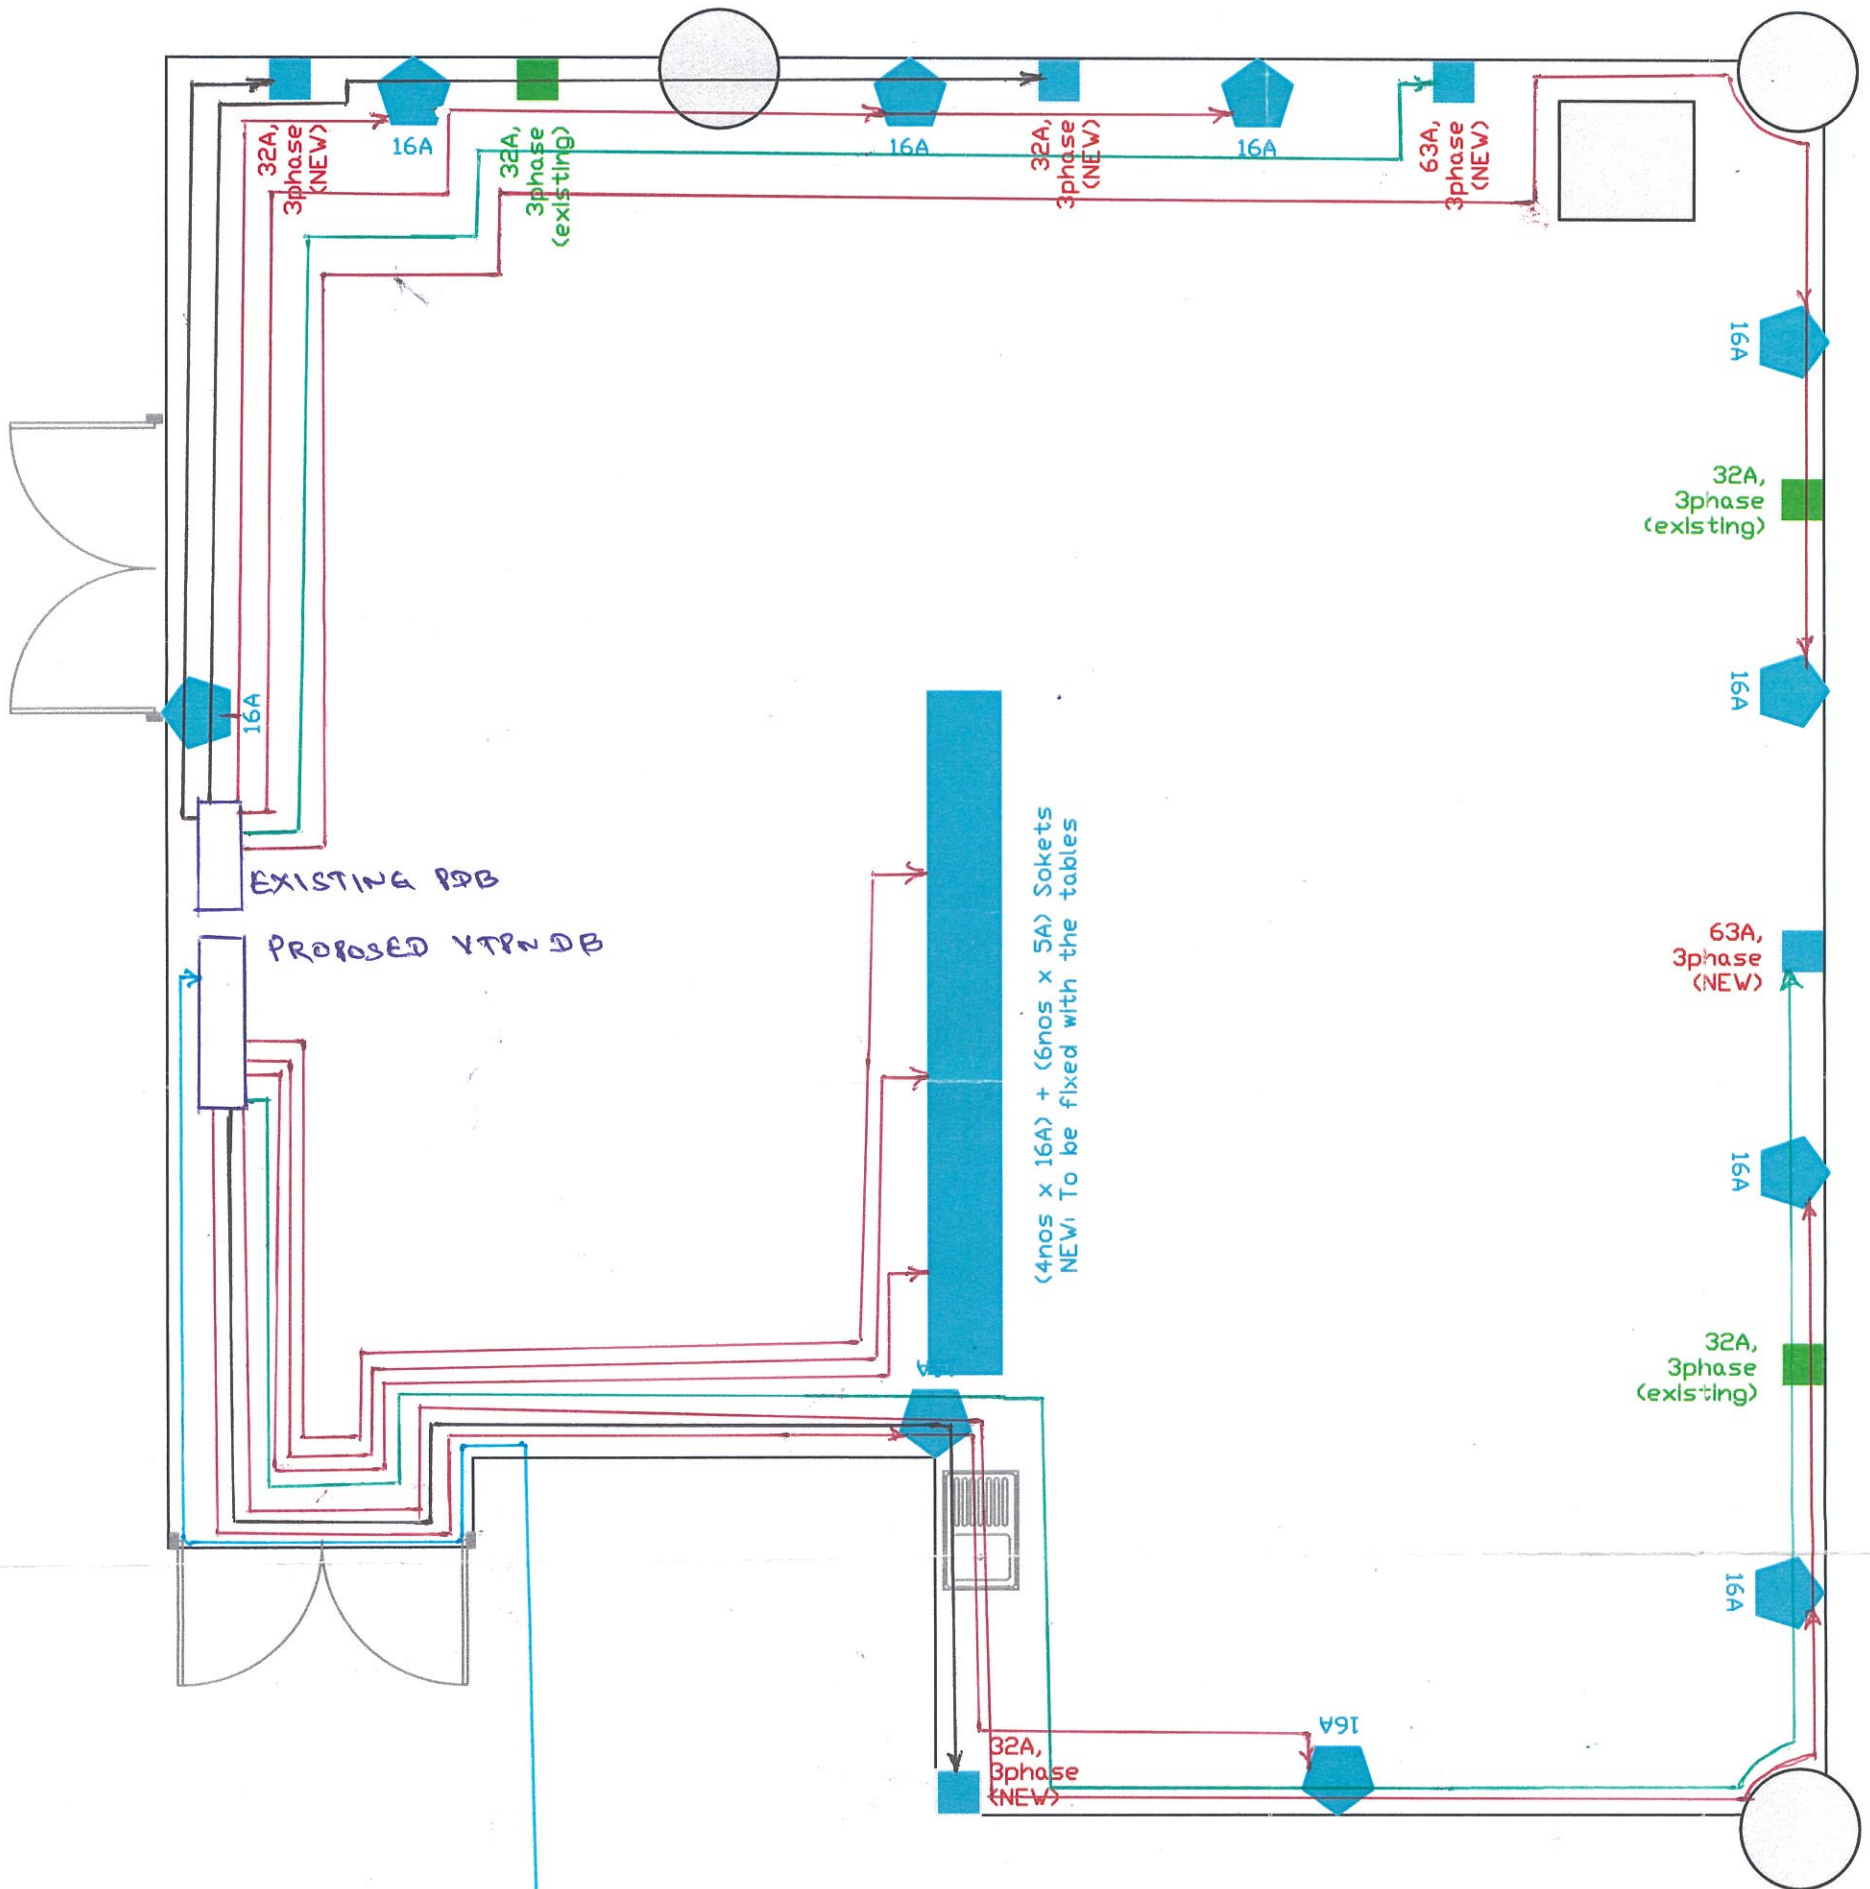 32A,
3phase
(NEW)
16A
32A,
3phase
(existing)
16A
32A,
3phase
(NEW)
16A
63A,
3phase
(NEW)
16A
32A,
3phase
(existing)
16A
16A
EXISTING PDB
PROPOSED VTPN DB
(4nos x 16A) + (6nos x 5A) Sokets
NEW: To be fixed with the tables
63A,
3phase
(NEW)
16A
32A,
3phase
(existing)
16A
16A
32A,
3phase
(NEW)